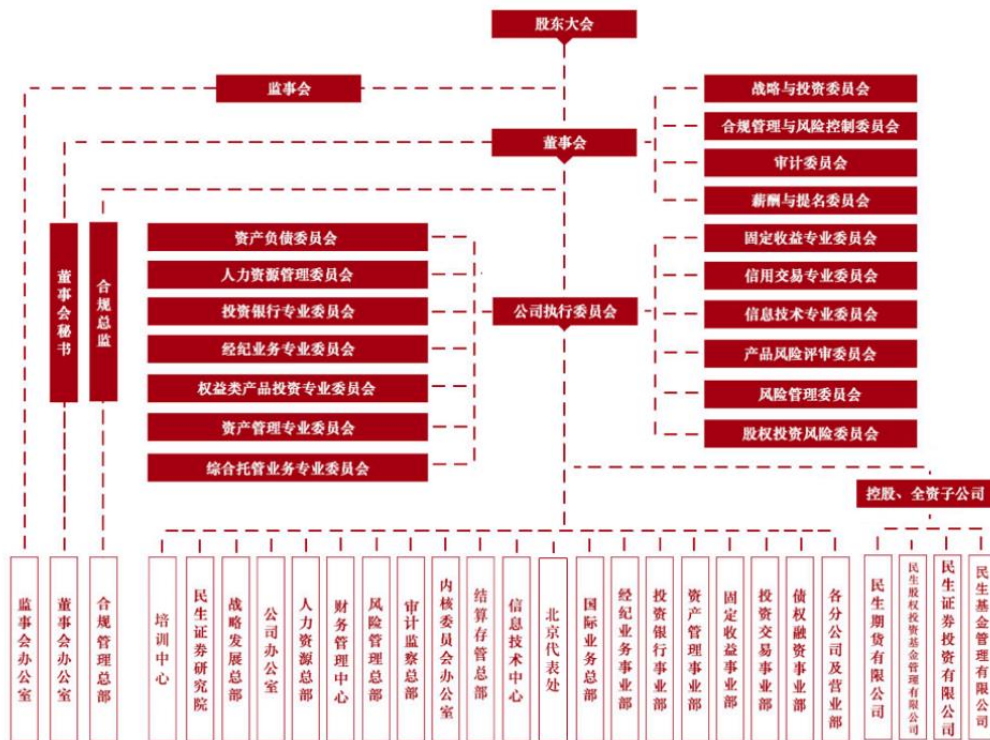 股东大会
监事会
战略与投资委员会
合规管理与风险控制委员会
董事会
审计委员会
薪酬与提名委员会
董事会秘书
合规总监
资产负债委员会
人力资源管理委员会
投资银行专业委员会
经纪业务专业委员会
权益类产品投资专业委员会
资产管理专业委员会
综合托管业务专业委员会
公司执行委员会
固定收益专业委员会
信用交易专业委员会
信息技术专业委员会
产品风险评审委员会
风险管理委员会
股权投资风险委员会
控股、全资子公司
监事会办公室
董事会办公室
合规管理总部
培训中心
民生证券研究院
战略发展总部
公司办公室
人力资源总部
财务管理中心
风险管理总部
审计监察总部
内核委员会办公室
结算存管总部
信息技术中心
北京代表处
国际业务总部
经纪业务事业部
投资银行事业部
资产管理事业部
固定收益事业部
投资交易事业部
债权融资事业部
各分公司及营业部
民生期货有限公司
民生股权投资基金管理有限公司
民生证券投资有限公司
民生基金管理有限公司